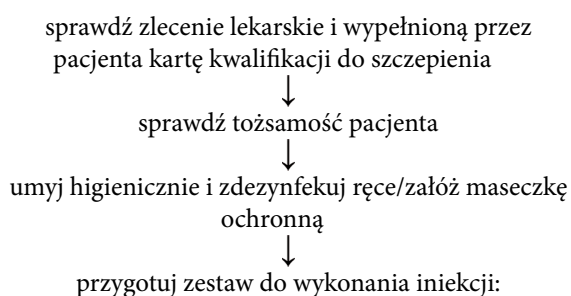 sprawdź zlecenie lekarskie i wypełnioną przez
pacjenta kartę kwalifikacji do szczepienia
↓
sprawdź tożsamość pacjenta
↓
umyj higienicznie i zdezynfekuj ręce/załóż maseczkę
ochronną
↓
przygotuj zestaw do wykonania iniekcji: